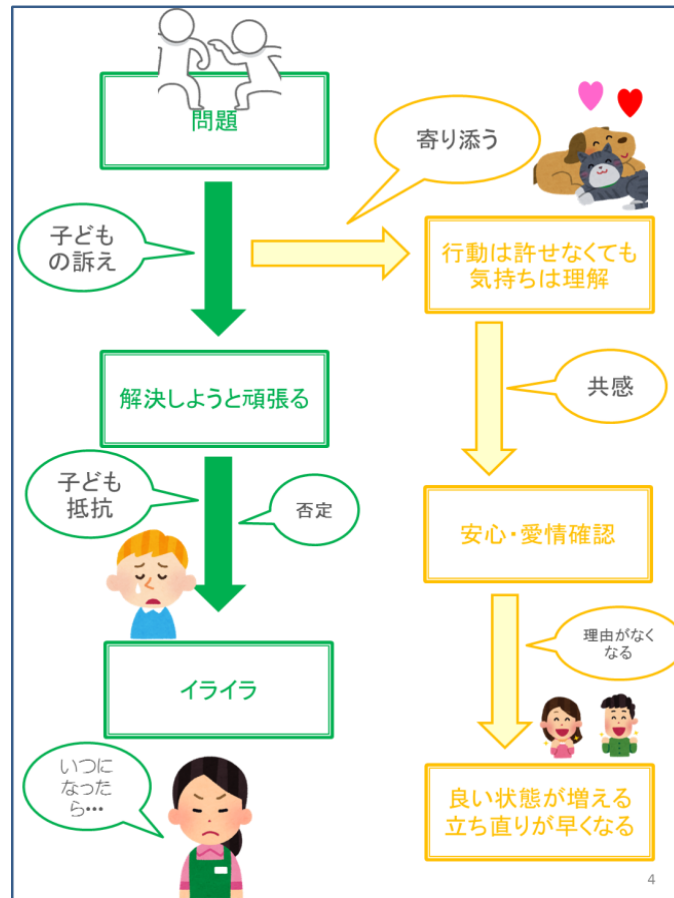 問題
寄り添う
子ども
の訴え
行動は許せなくても
気持ちは理解
解決しようと頑張る
共感
子ども
抵抗
否定
安心・愛情確認
理由がなく
なる
イライラ
いつに
なった
ら…
良い状態が増える
立ち直りが早くなる
4